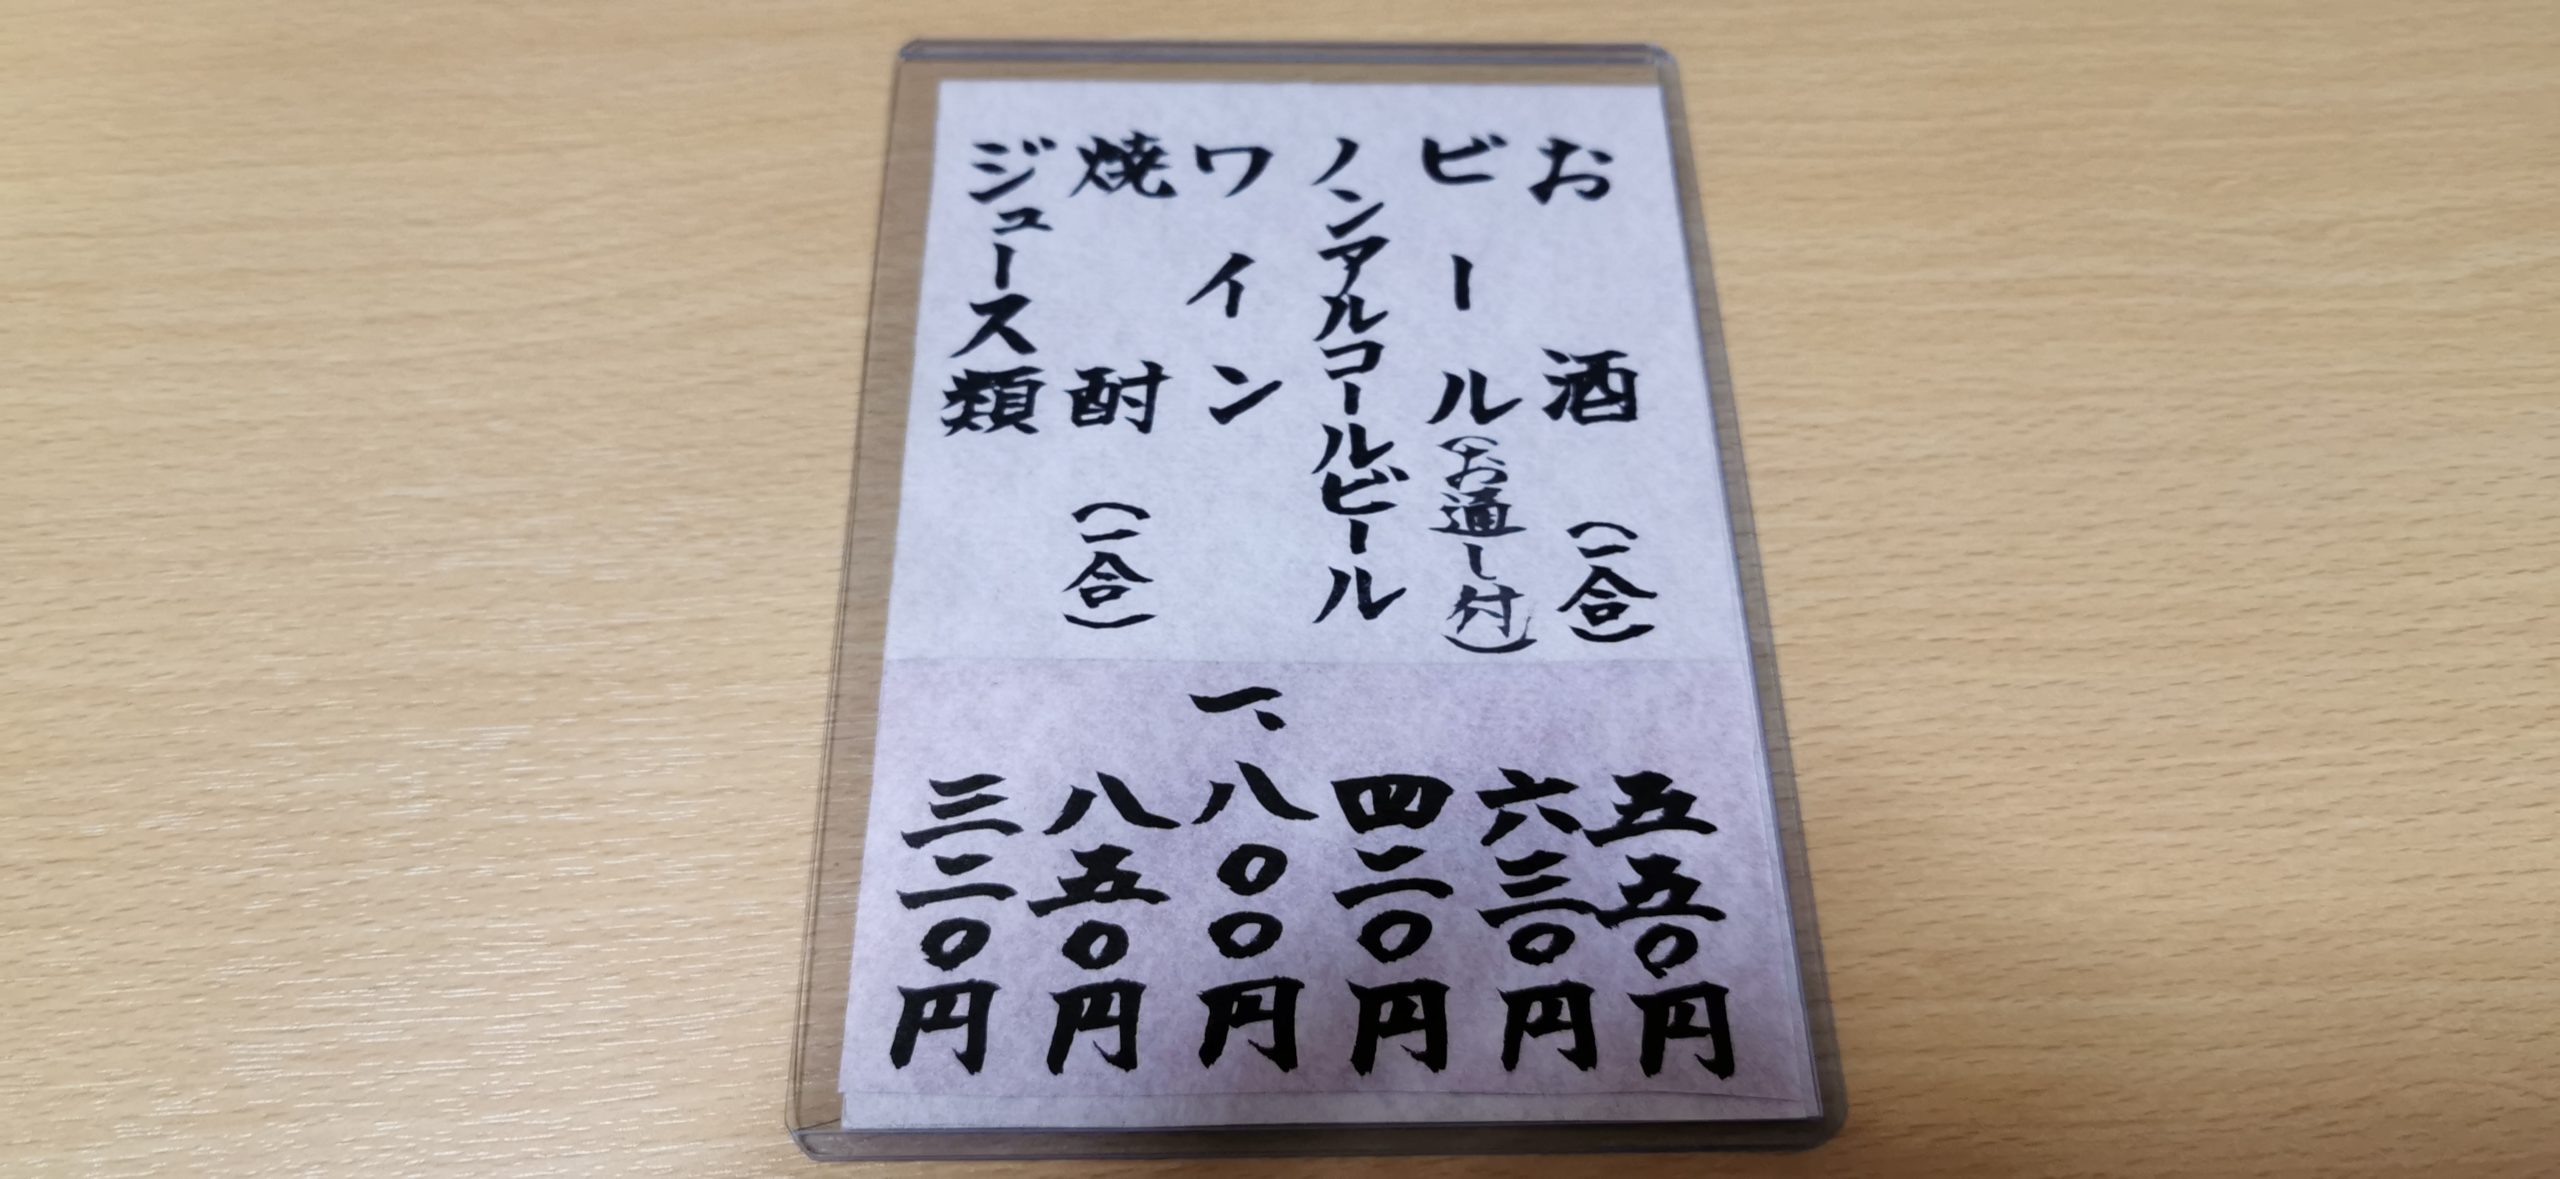 お酒(一合) 五五〇円
ビール(お通し付) 六三〇円
ノンアルコールビール 四二〇円
ワイン 一、八〇〇円
焼酎(一合) 八五〇円
ジュース類 三二〇円